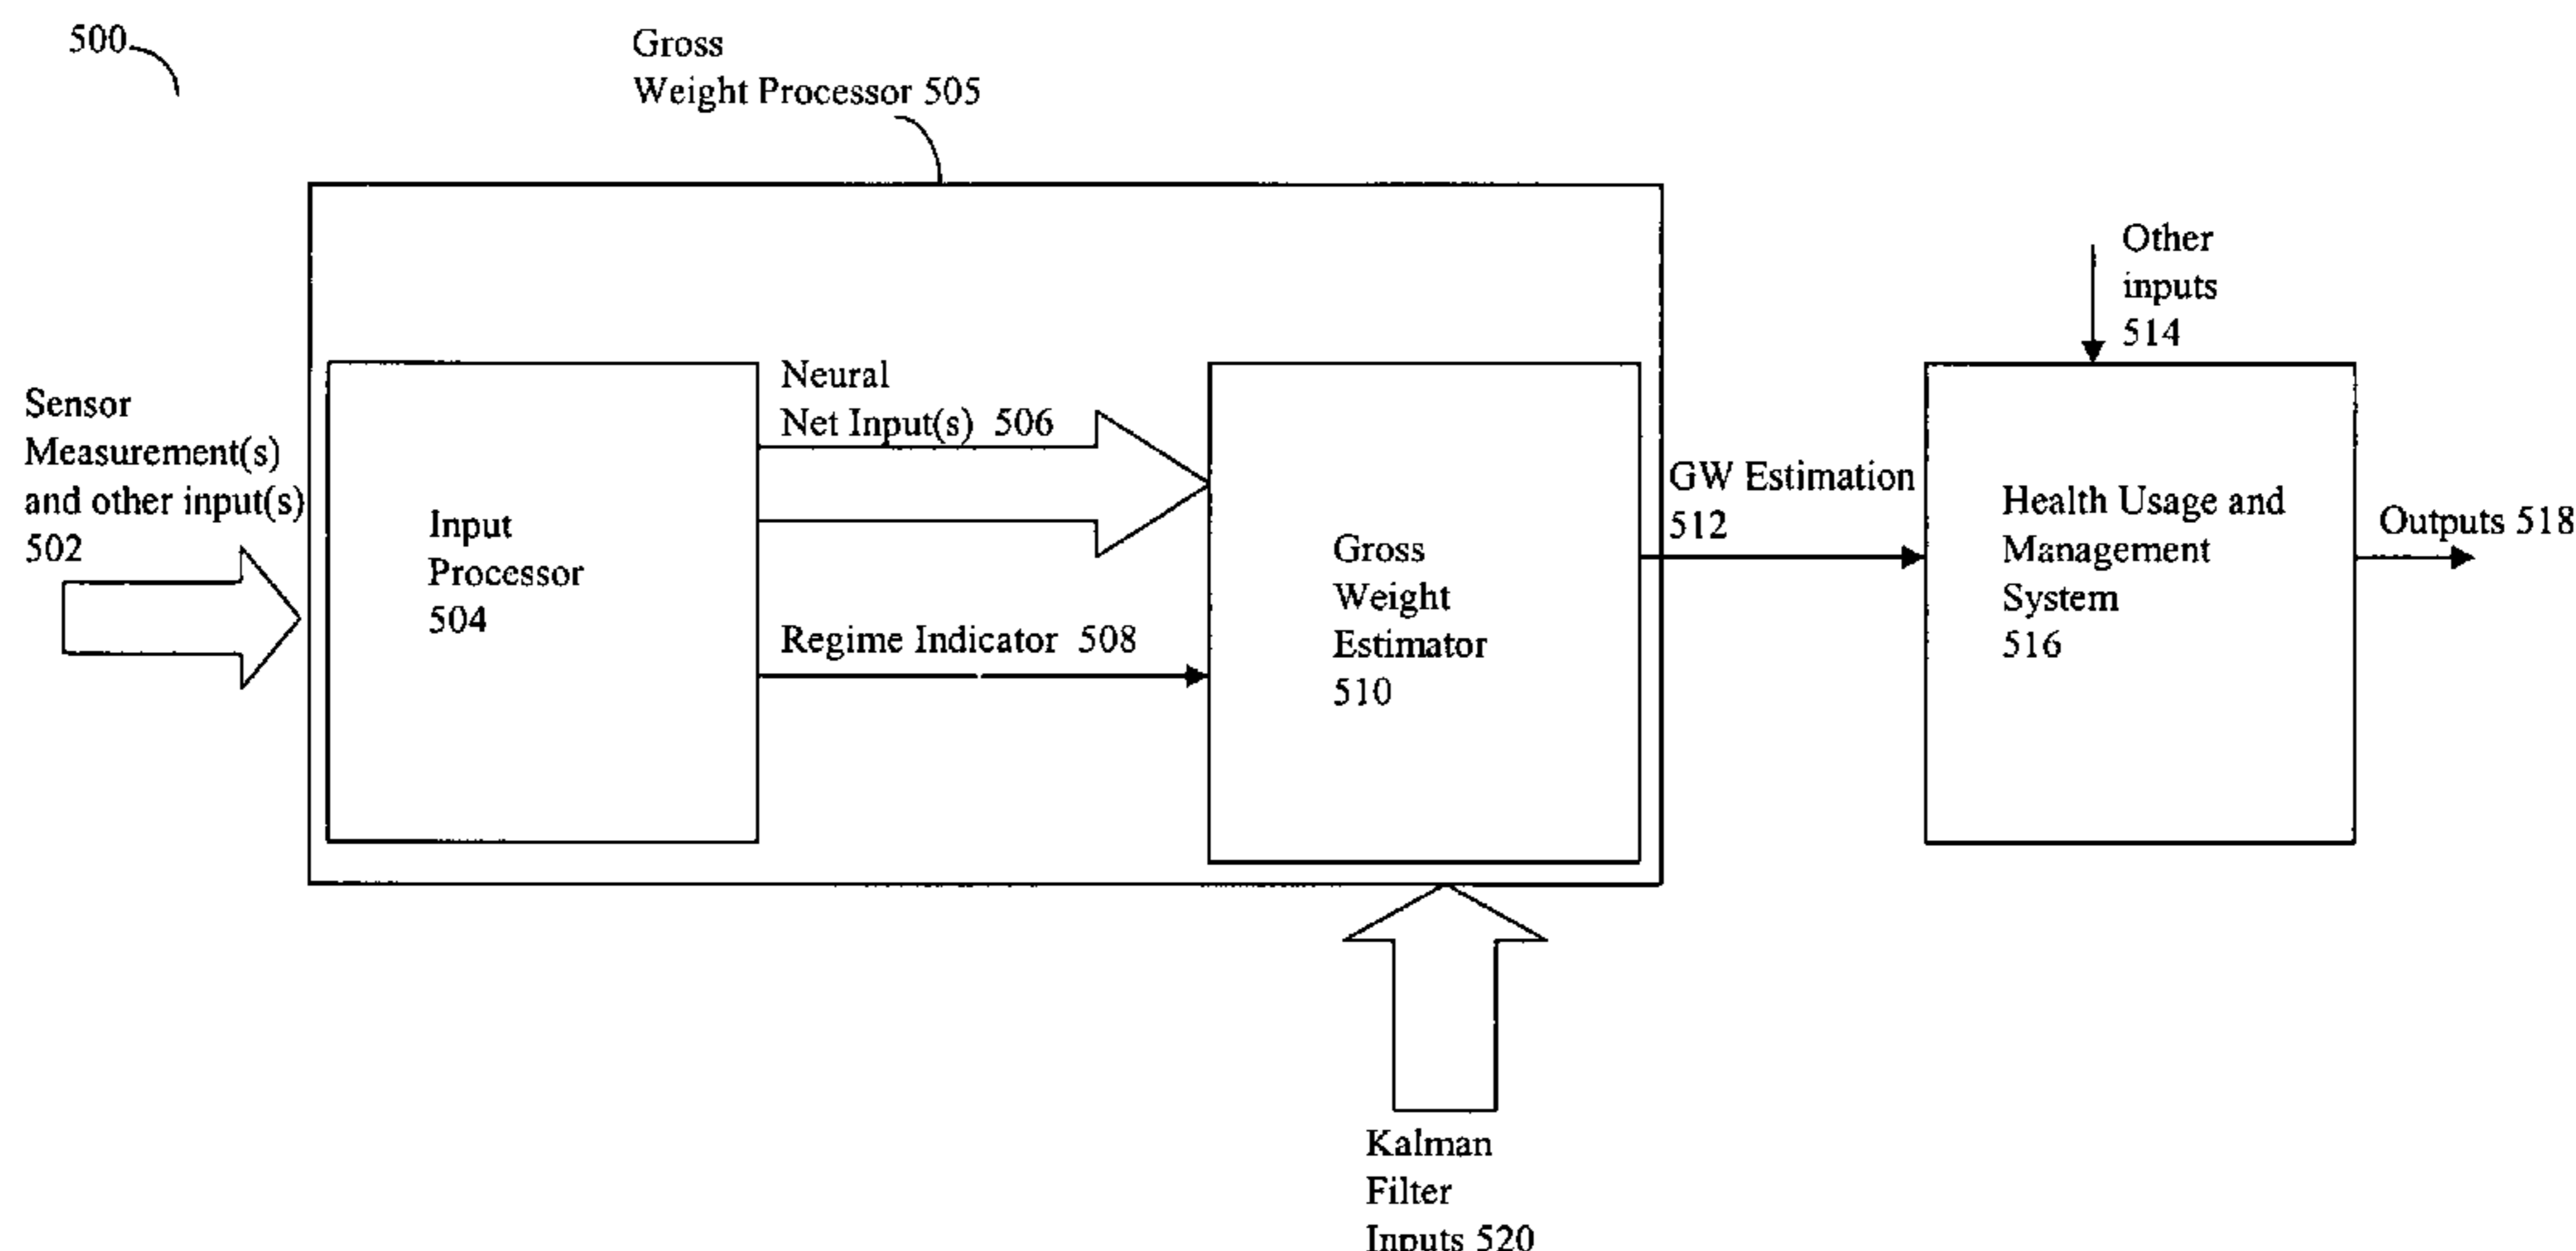 500
Gross
Weight Processor 505
Other
inputs
514
Sensor
Measurement(s)
and other input(s)
502
Input
Processor
504
Neural
Net Input(s) 506
Regime Indicator 508
Gross
Weight
Estimator
510
GW Estimation
512
Health Usage and
Management
System
516
Outputs 518
Kalman
Filter
Inputs 520